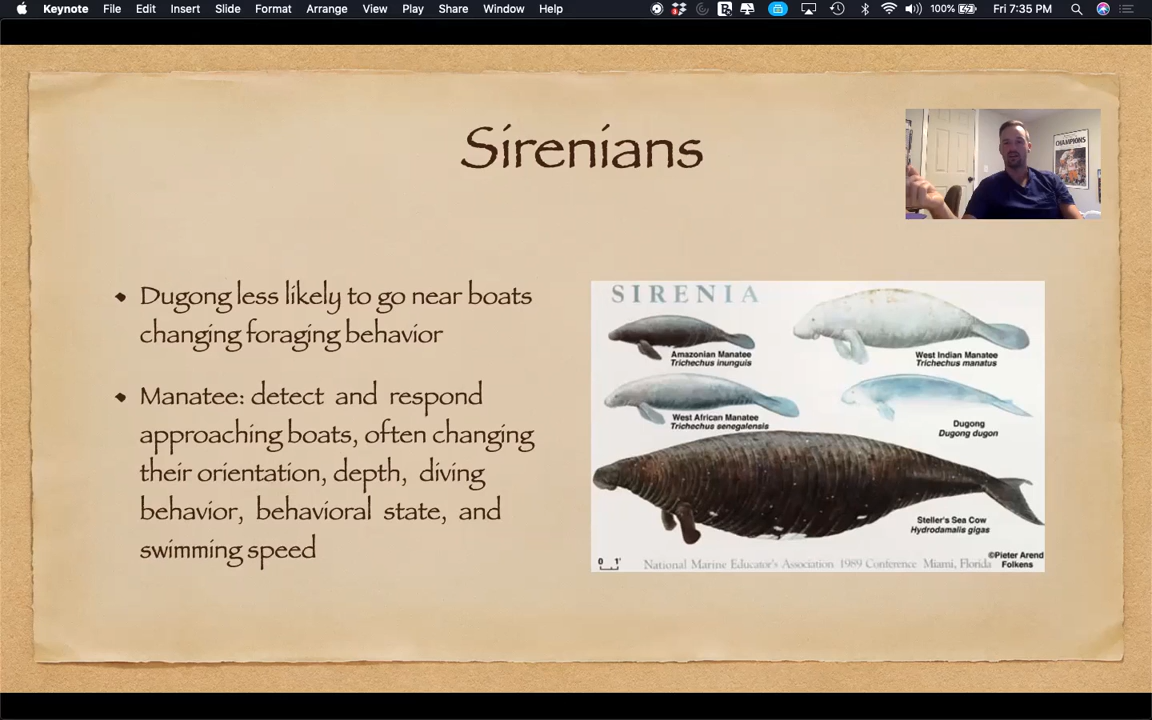 Keynote File Edit Insert Slide Format Arrange View Play Share Window Help 100% Fri 7:35 PM
Sirenians
CHAMPIONS
• Dugong less likely to go near boats
changing foraging behavior
• Manatee: detect and respond
approaching boats, often changing
their orientation, depth, diving
behavior, behavioral state, and
swimming speed
SIRENIA
Amazonian Manatee
Trichechus inunguis
West Indian Manatee
Trichechus manatus
West African Manatee
Trichechus senegalensis
Dugong
Dugong dugon
Steller's Sea Cow
Hydrodamalis gigas
©Pieter Arend
Folkens
0 1'
National Marine Educator's Association 1989 Conference Miami, Florida